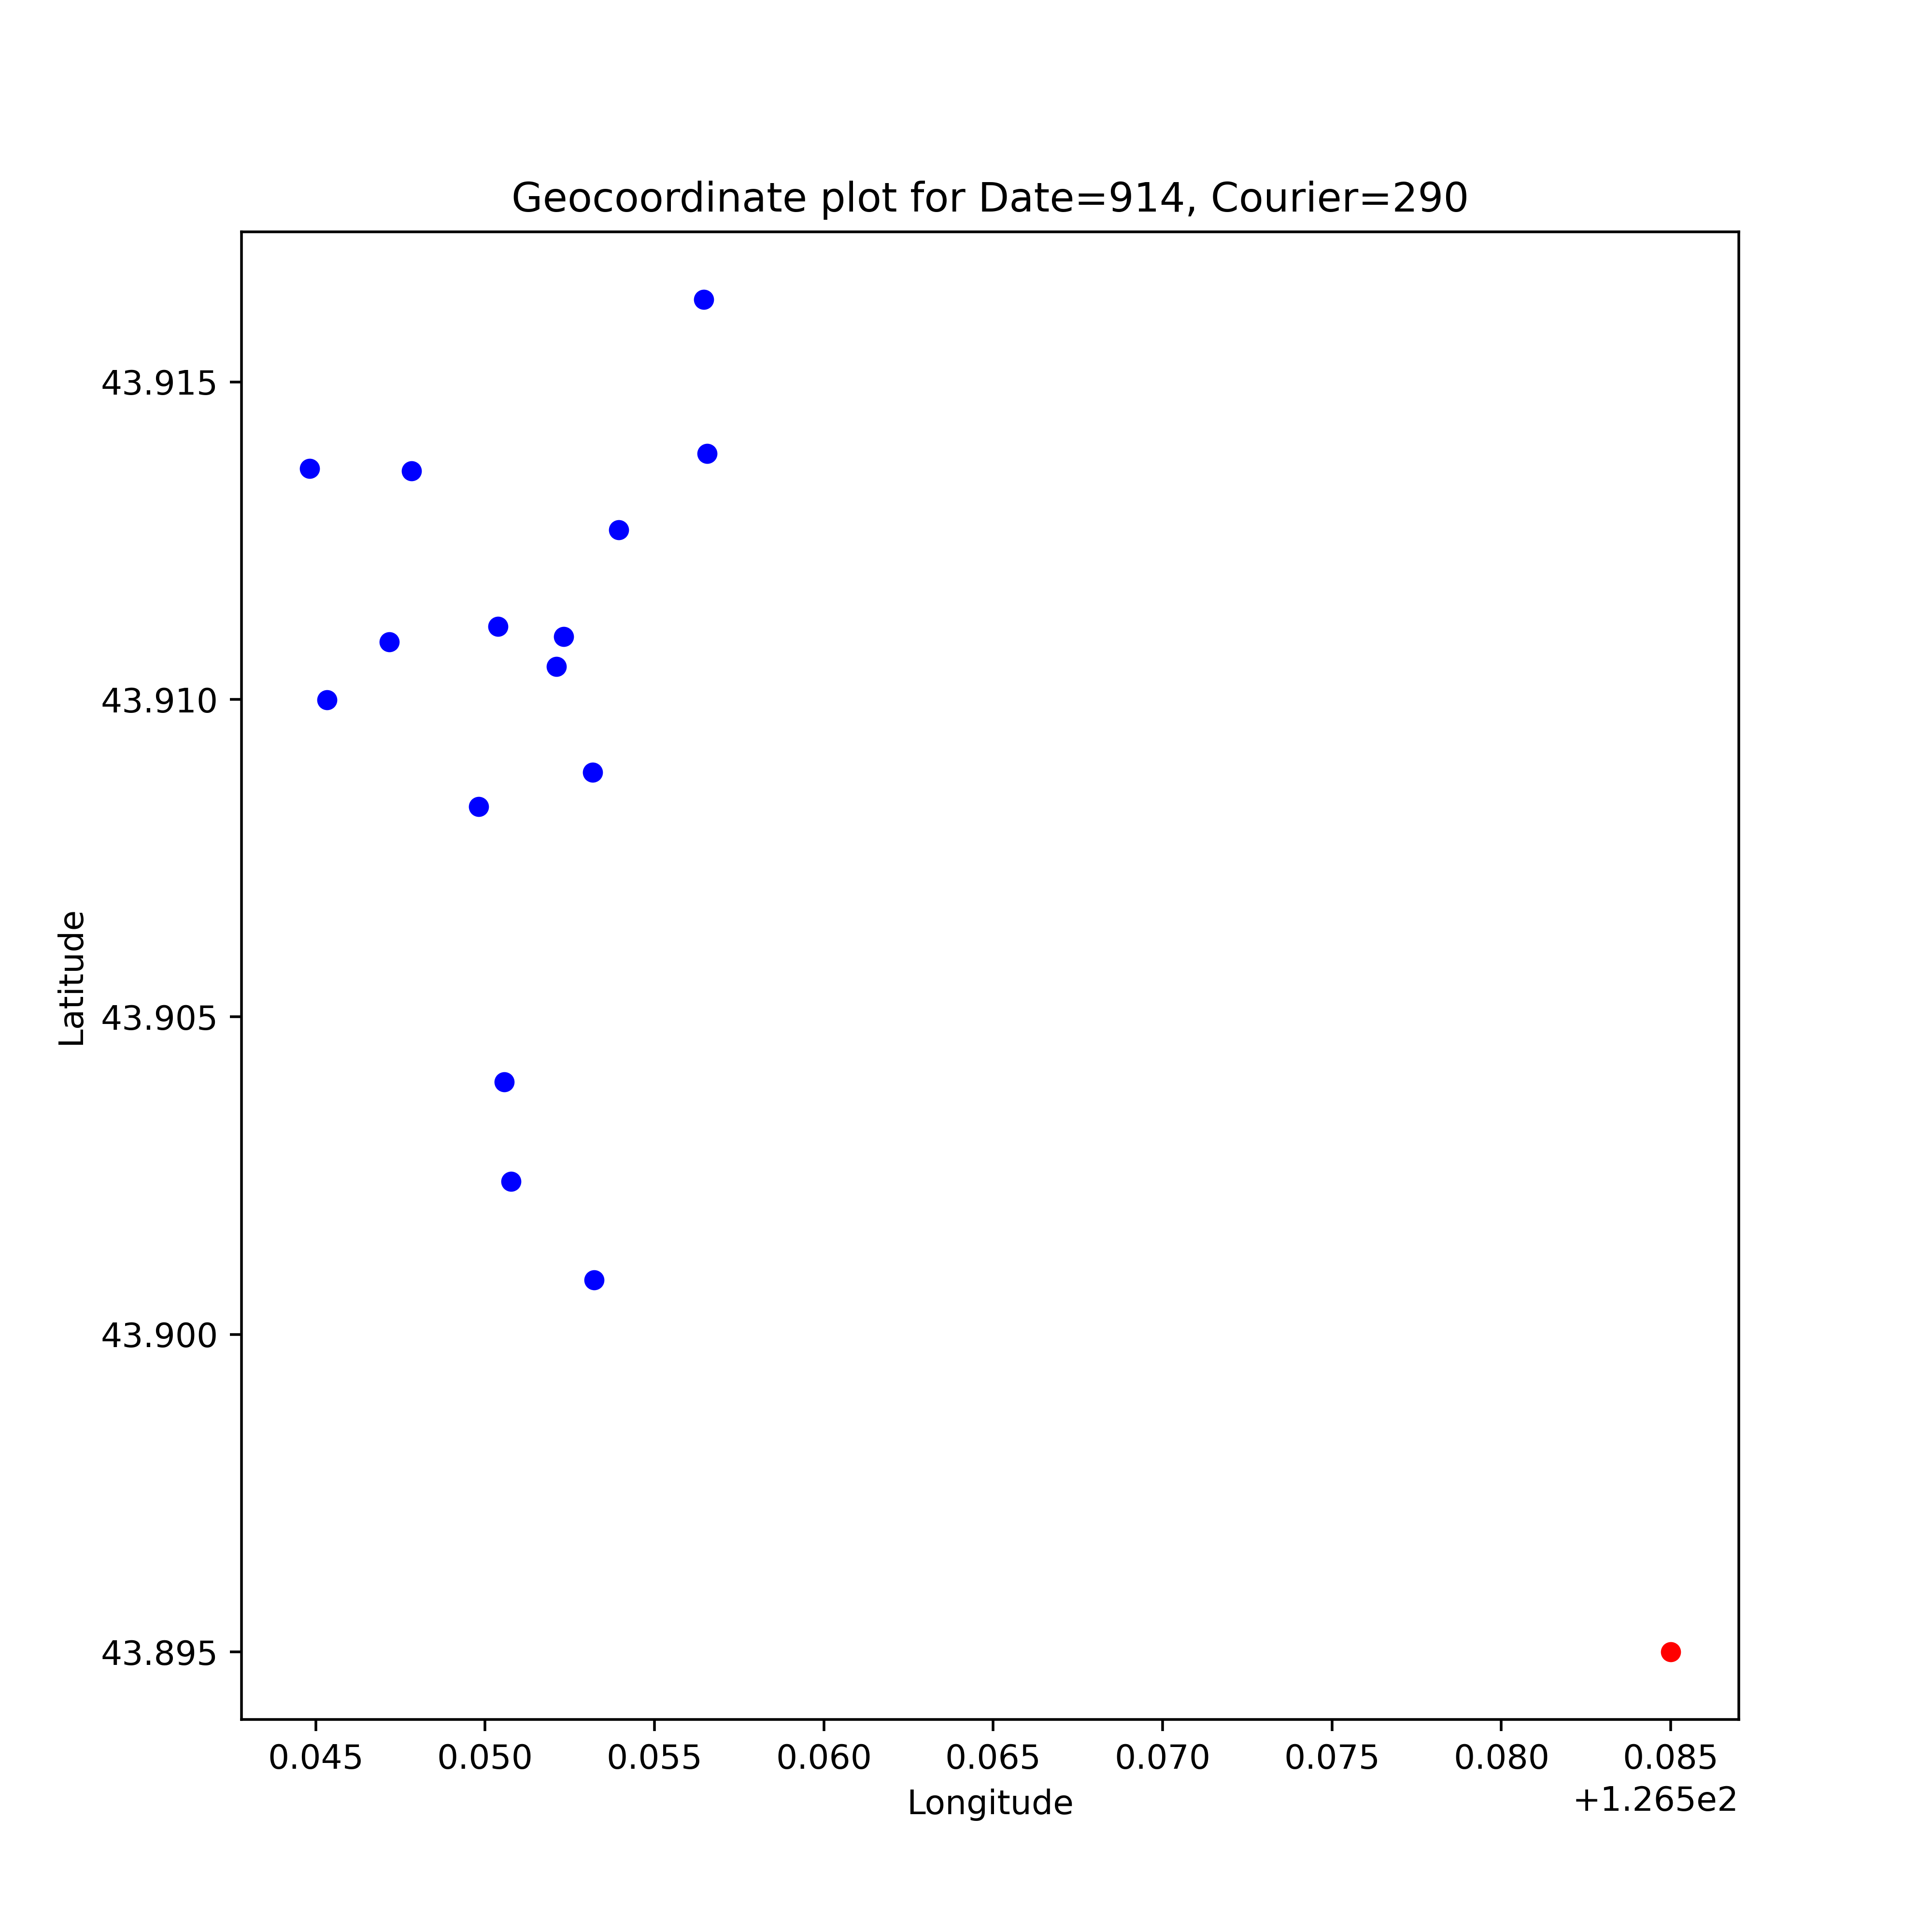 Geocoordinate plot for Date=914, Courier=290
43.915
43.910
43.905
43.900
43.895
Latitude
0.045 0.050 0.055 0.060 0.065 0.070 0.075 0.080 0.085
+1.265e2
Longitude